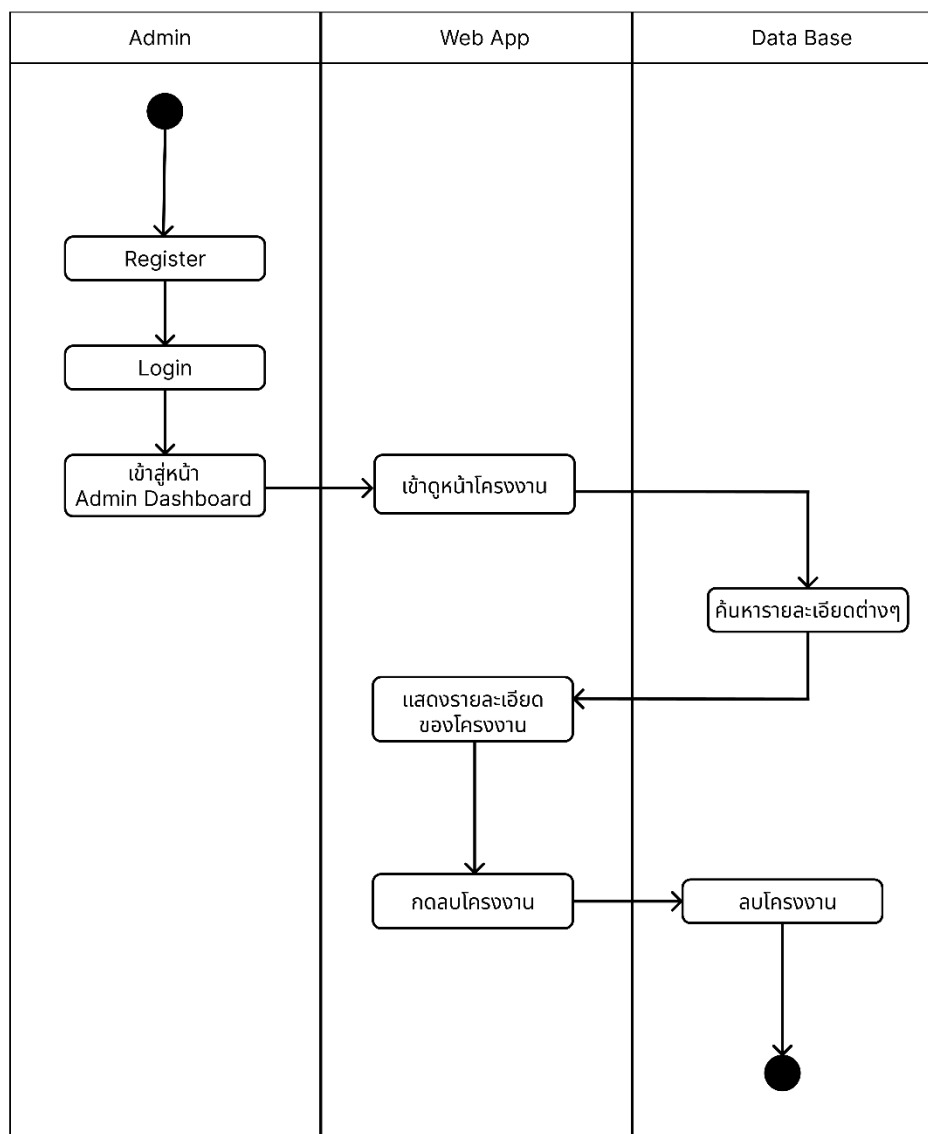 Admin
Web App
Data Base
Register
Login
เข้าสู่หน้า
Admin Dashboard
เข้าดูหน้าโครงงาน
ค้นหารายละเอียดต่างๆ
แสดงรายละเอียด
ของโครงงาน
กดลบโครงงาน
ลบโครงงาน